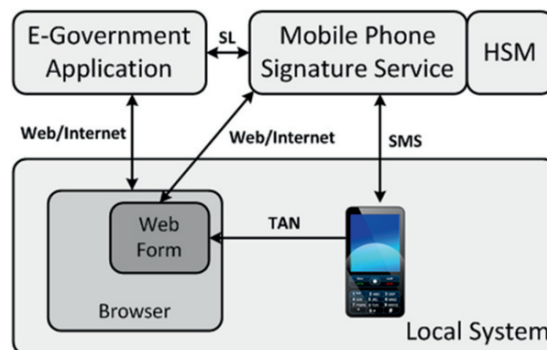 E-Government
Application
SL
Mobile Phone
Signature Service
HSM
Web/Internet
Web/Internet
SMS
Web
Form
TAN
Browser
Local System